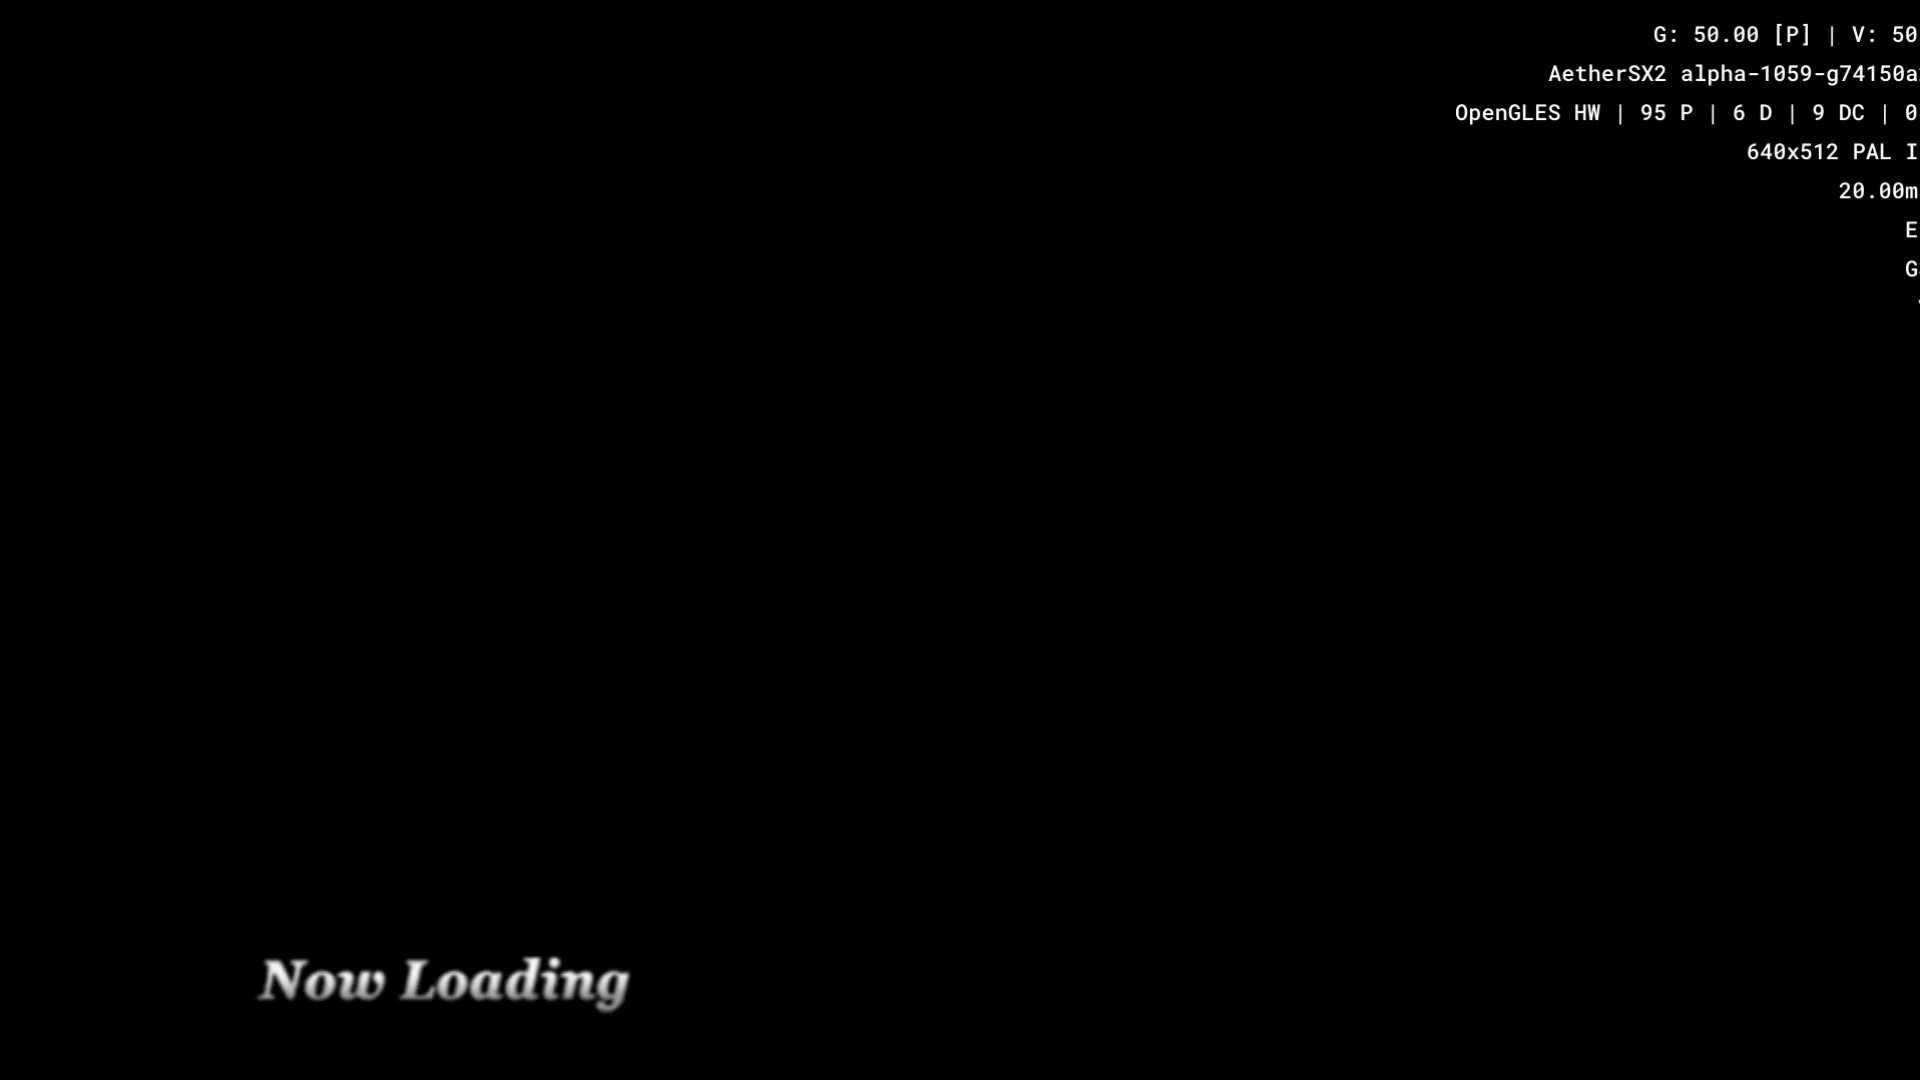 G: 50.00 [P] | V: 50
AetherSX2 alpha-1059-g74150a
OpenGLES HW | 95 P | 6 D | 9 DC | 0
640x512 PAL I
20.00m
E
G
Now Loading